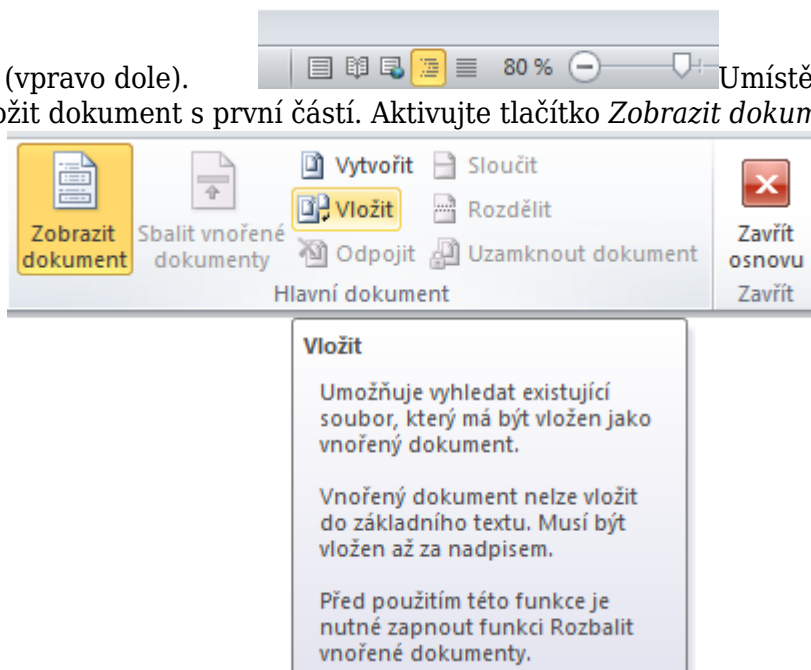 80 %
(vpravo dole). Umístě
ožit dokument s první částí. Aktivujte tlačítko Zobrazit dokum
Zobrazit
dokument
Sbalit vnořené
dokumenty
Vytvořit
Vložit
Odpojit
Sloučit
Rozdělit
Uzamknout dokument
Hlavní dokument
Zavřít
osnovu
Zavřít
Vložit
Umožňuje vyhledat existující
soubor, který má být vložen jako
vnořený dokument.
Vnořený dokument nelze vložit
do základního textu. Musí být
vložen až za nadpisem.
Před použitím této funkce je
nutné zapnout funkci Rozbalit
vnořené dokumenty.